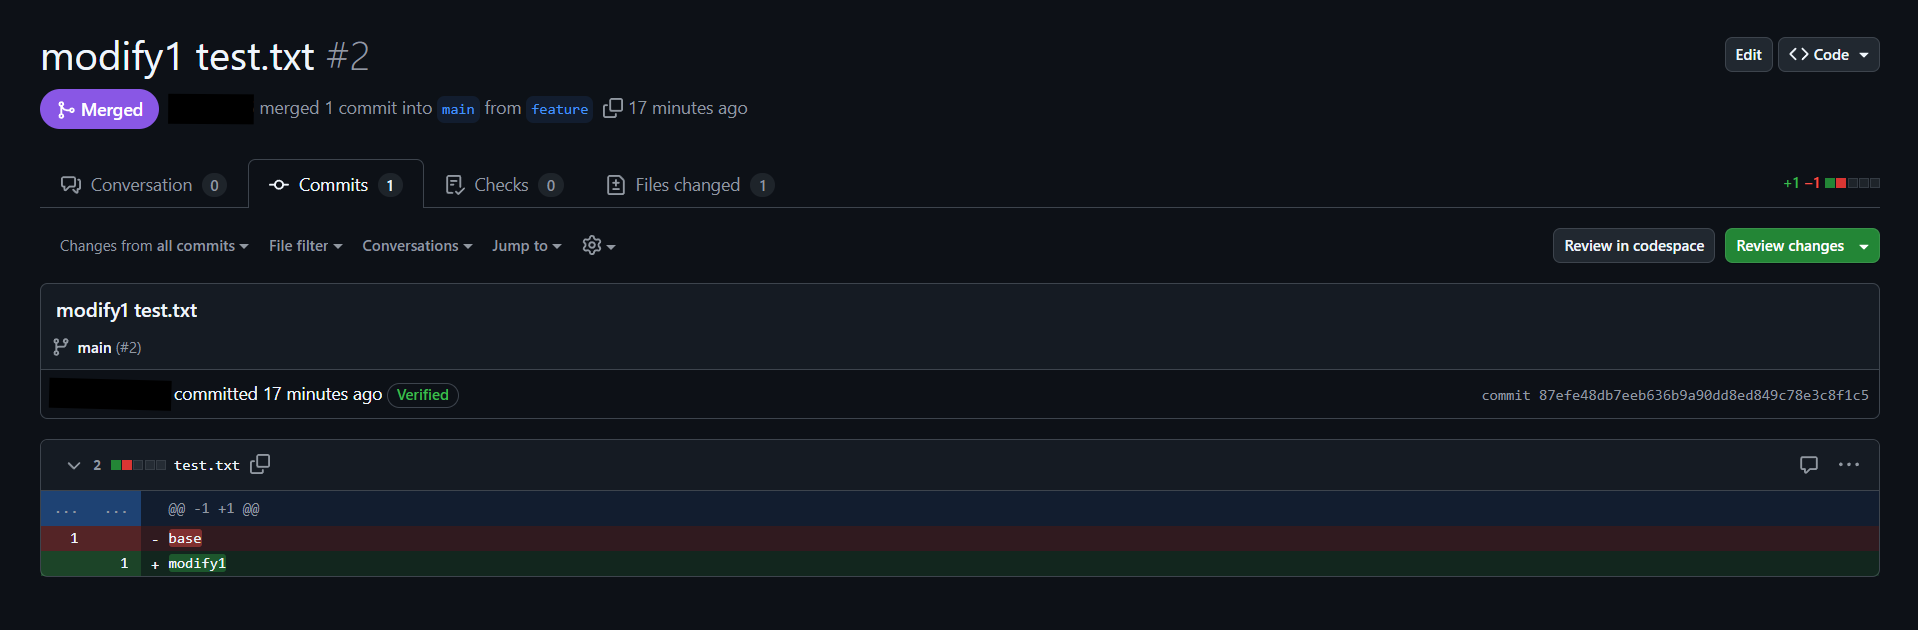 modify1 test.txt #2
Edit
<> Code
Merged
merged 1 commit into main from feature 17 minutes ago
Conversation 0
Commits 1
Checks 0
Files changed 1
+1 −1
Changes from all commits
File filter
Conversations
Jump to
Review in codespace
Review changes
modify1 test.txt
main (#2)
committed 17 minutes ago Verified
commit 87efe48db7eeb636b9a90dd8ed849c78e3c8f1c5
2 test.txt
... ... @@ -1 +1 @@
1 - base
1 + modify1